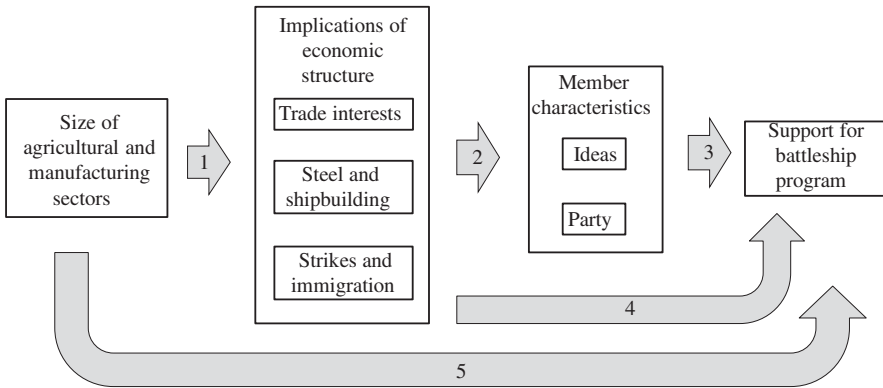 Implications of
economic
structure
Trade interests
Steel and
shipbuilding
Strikes and
immigration
Size of
agricultural and
manufacturing
sectors
1
2
Member
characteristics
Ideas
Party
3
Support for
battleship
program
4
5